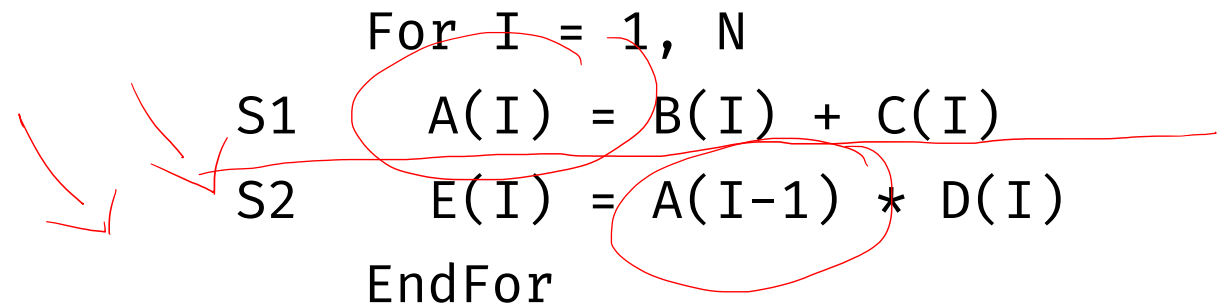 For I = 1, N
S1 A(I) = B(I) + C(I)
S2 E(I) = A(I-1) * D(I)
EndFor